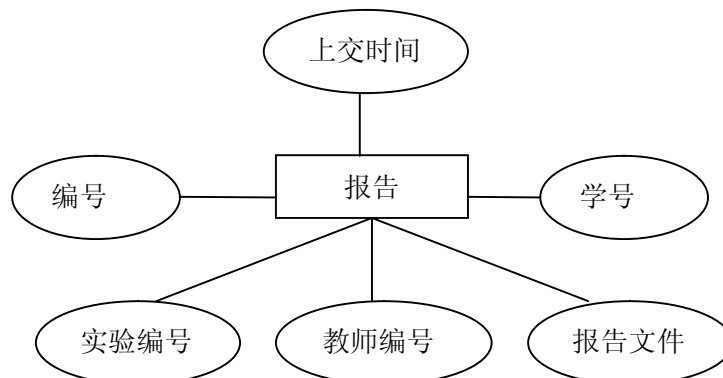 上交时间
编号
报告
学号
实验编号
教师编号
报告文件